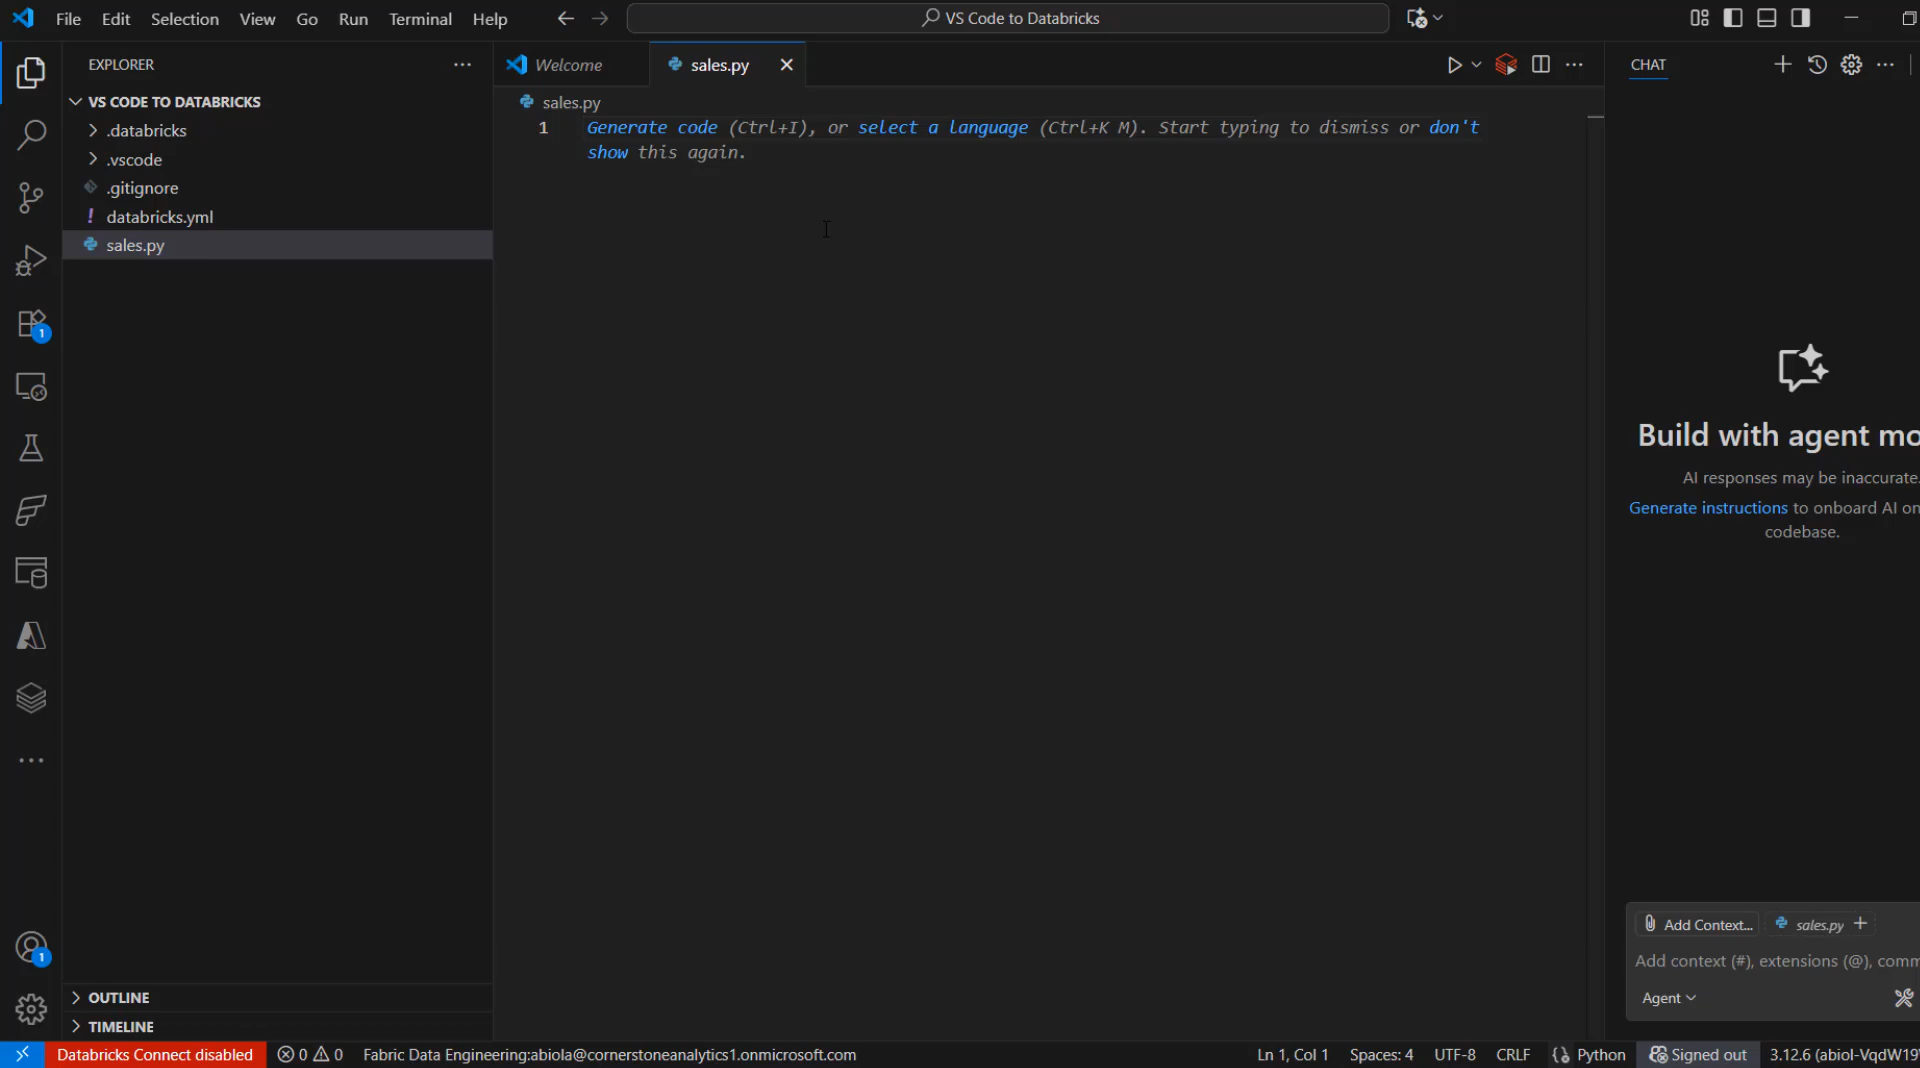 File Edit Selection View Go Run Terminal Help
VS Code to Databricks
EXPLORER
VS CODE TO DATABRICKS
.databricks
.vscode
.gitignore
! databricks.yml
sales.py
OUTLINE
TIMELINE
Welcome
sales.py
sales.py
1 Generate code (Ctrl+I), or select a language (Ctrl+K M). Start typing to dismiss or don't
show this again.
CHAT
Build with agent mo
AI responses may be inaccurate.
Generate instructions to onboard AI on
codebase.
Add Context... sales.py
Add context (#), extensions (@), comm
Agent
1
1
Databricks Connect disabled 0 0 Fabric Data Engineering:abiola@cornerstoneanalytics1.onmicrosoft.com Ln 1, Col 1 Spaces: 4 UTF-8 CRLF Python Signed out 3.12.6 (abiol-VqdW19